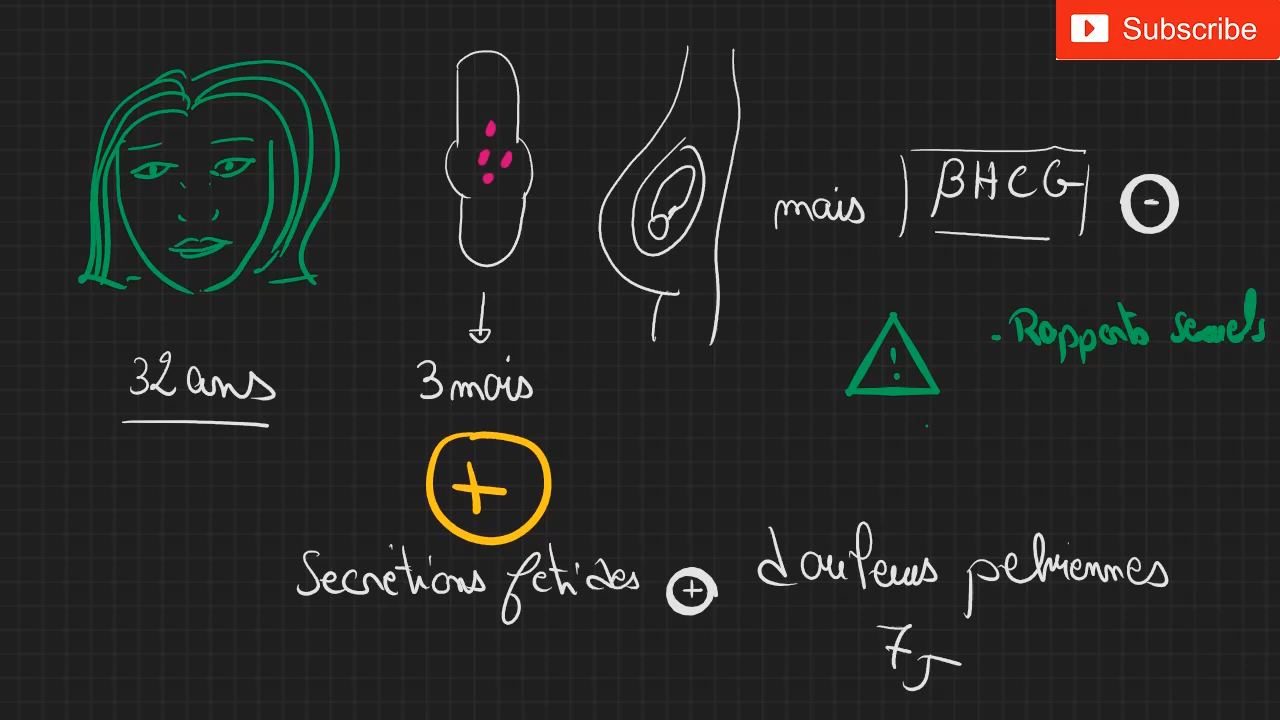 Subscribe
mais βHCG -
. Rapports sexuels
!
32 ans
3 mois
+
Secrétions fétides + douleurs pelviennes
7j